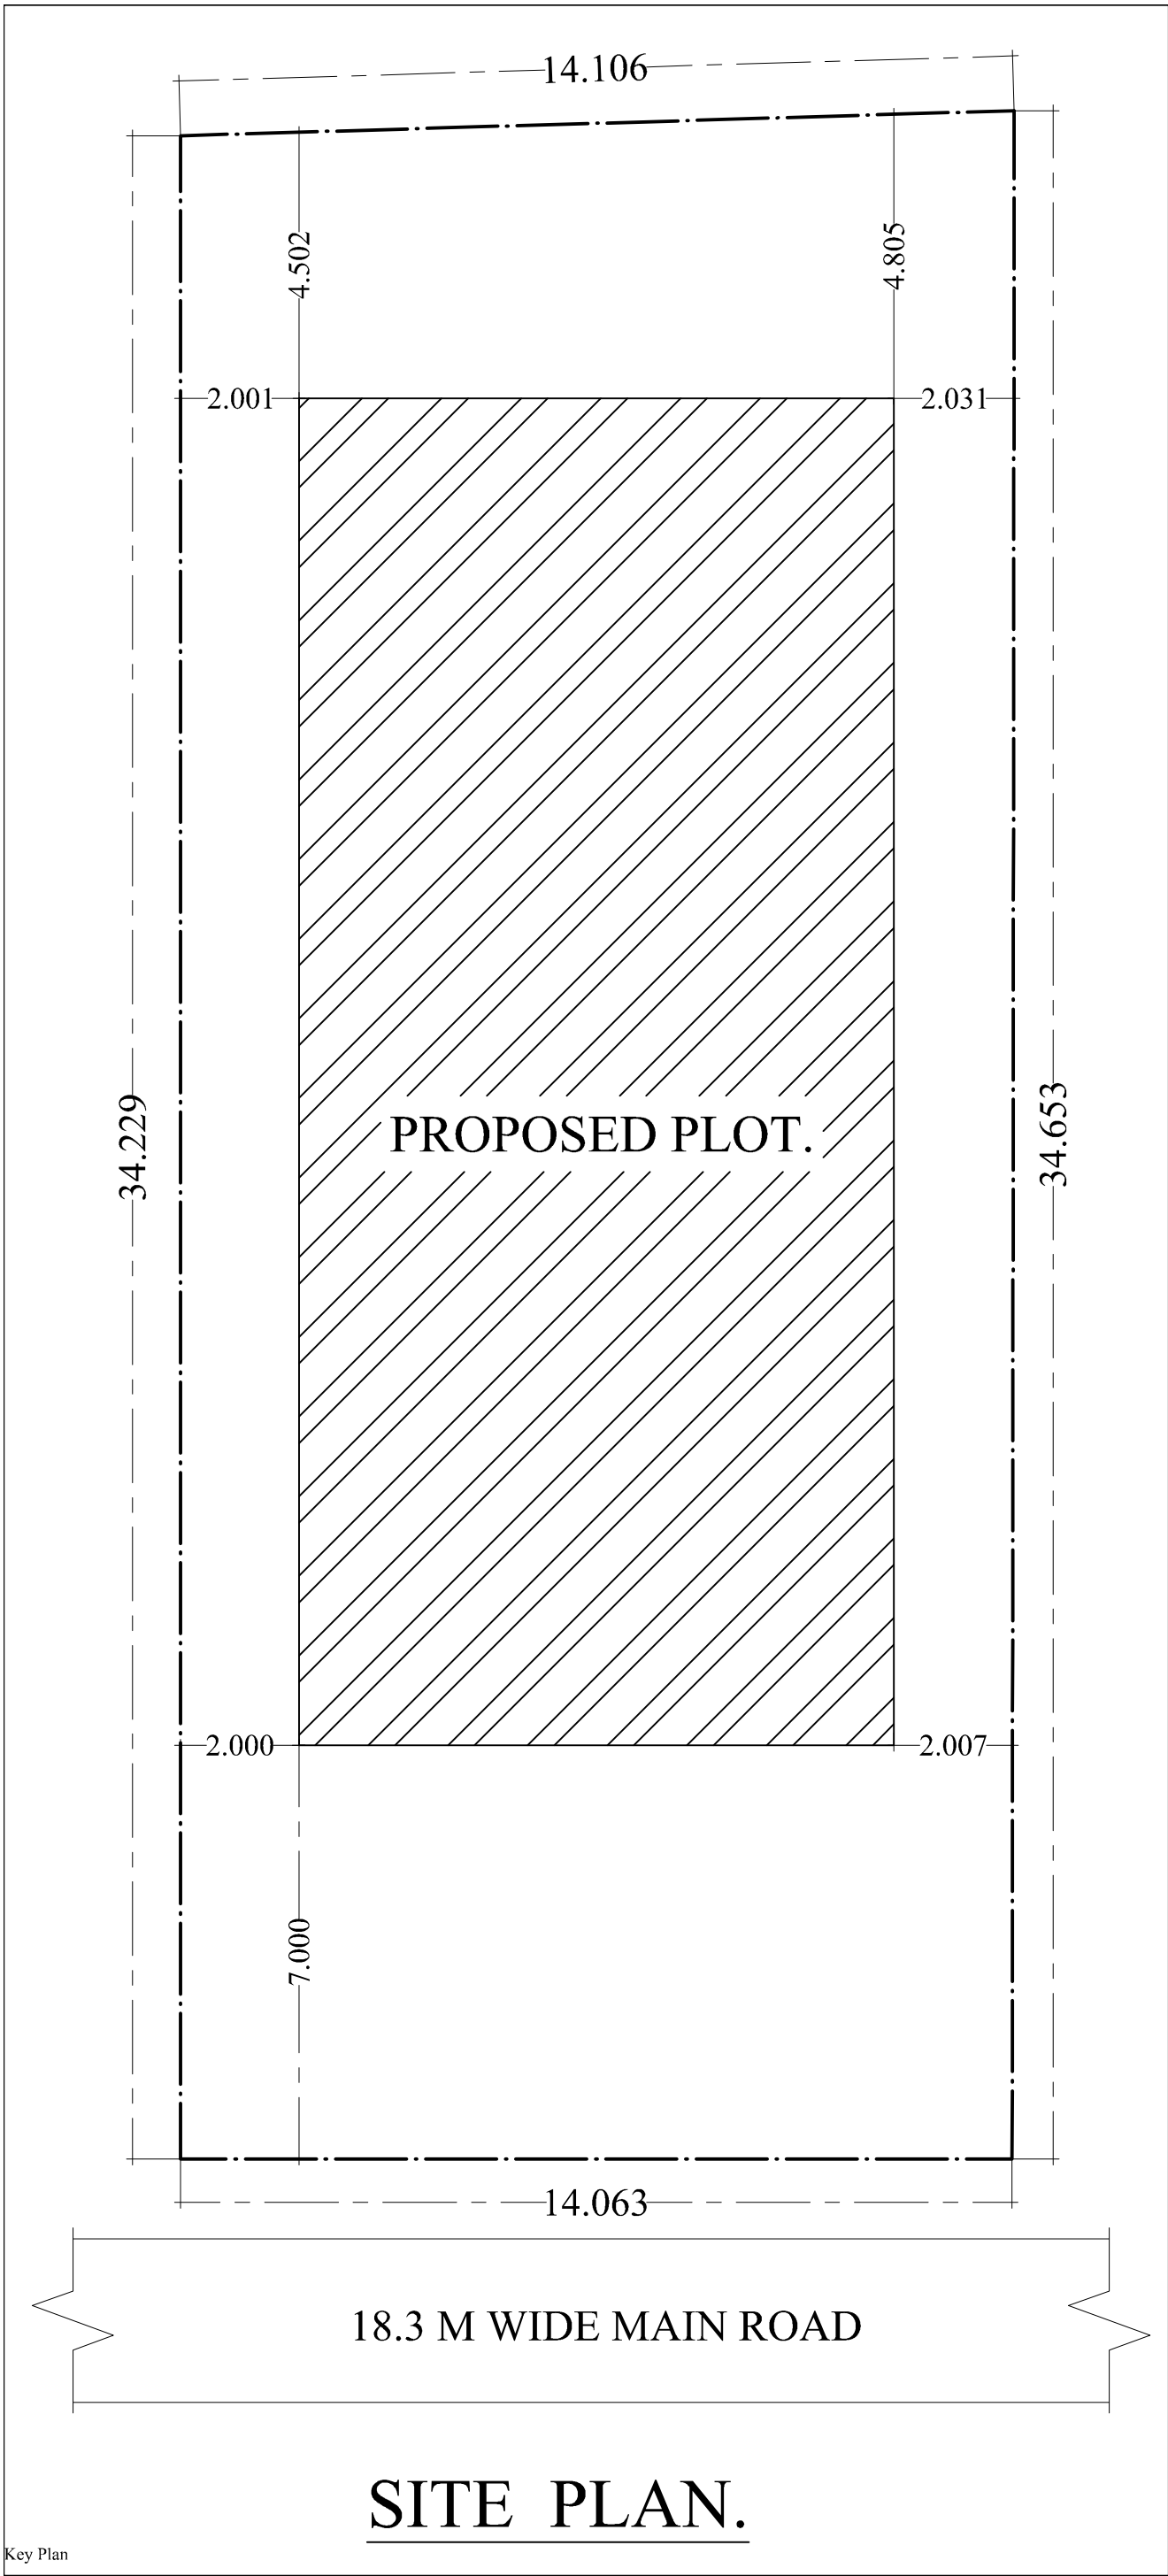 14.106
4.502
4.805
2.001
2.031
PROPOSED PLOT.
34.229
34.653
2.000
2.007
7.000
14.063
18.3 M WIDE MAIN ROAD
SITE PLAN.
Key Plan